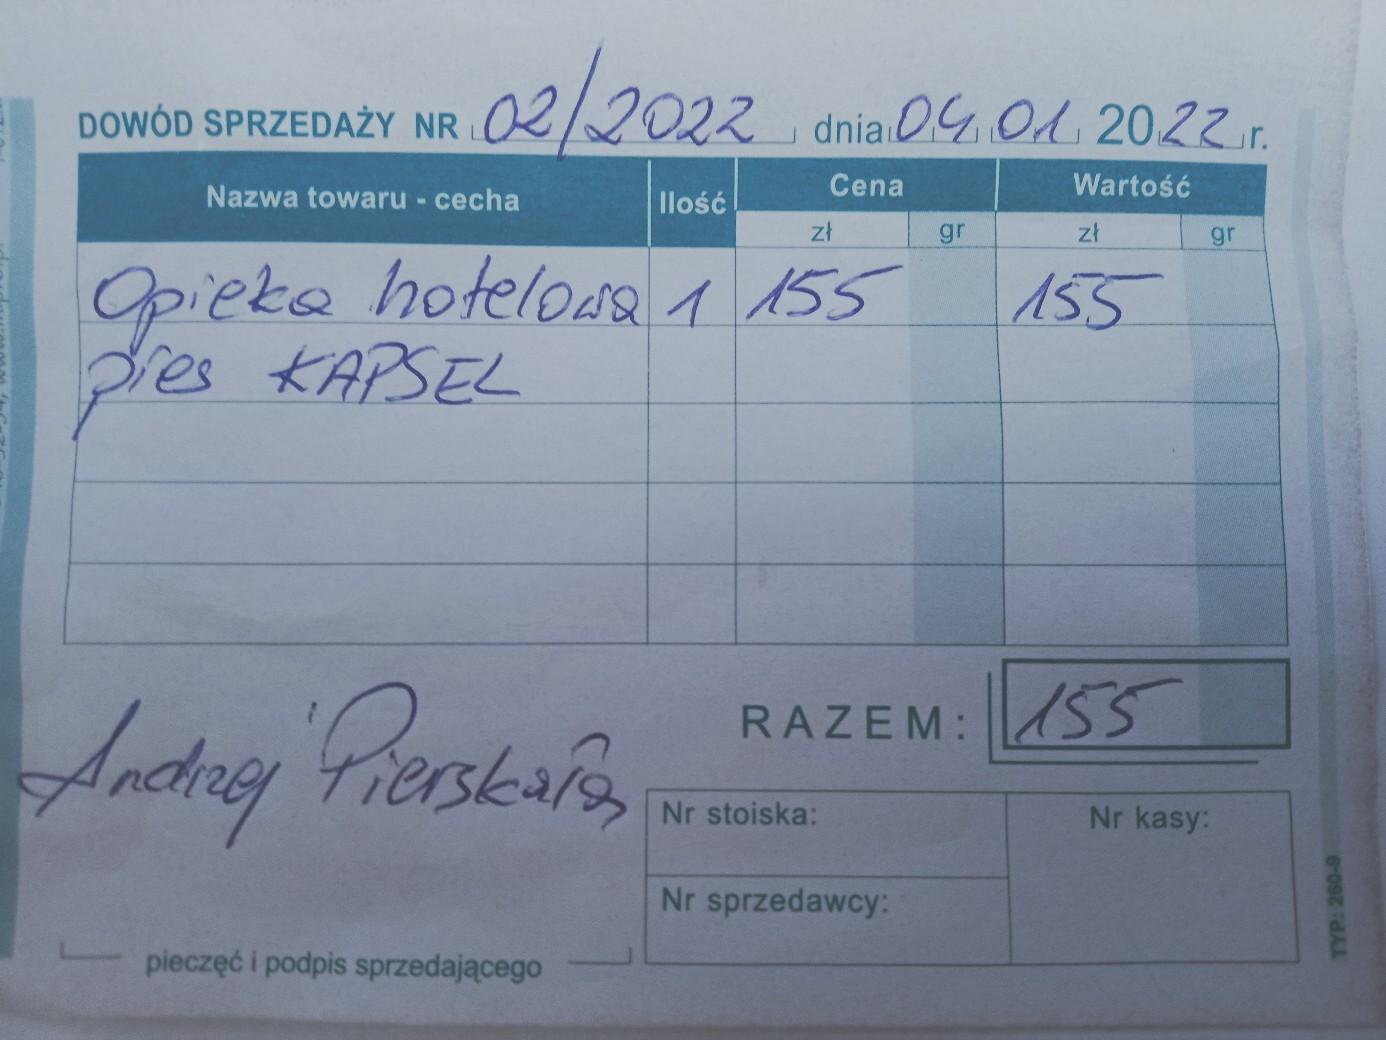 DOWÓD SPRZEDAŻY NR 02/2022 dnia 04 01 2022 r.
Nazwa towaru - cecha Ilość Cena Wartość
zł gr zł gr
Opieka hotelowa 1 155 155
pies KAPSEL
RAZEM: 155
Andrzej Pierskała
Nr stoiska: Nr kasy:
Nr sprzedawcy:
pieczęć i podpis sprzedającego
TYP: 260-9